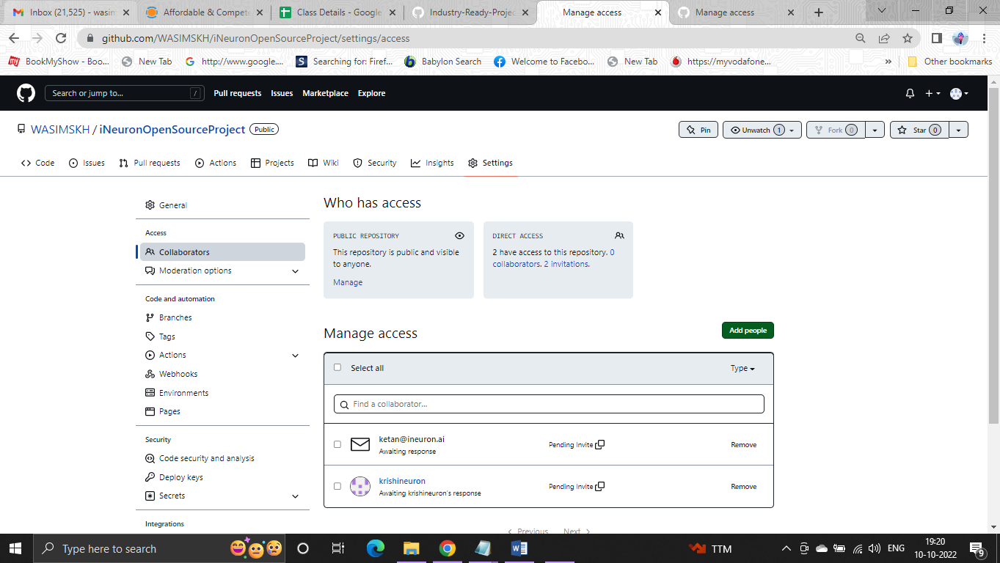 Inbox (21,525) - wasim
Affordable & Compete
Class Details - Google
Industry-Ready-Projec
Manage access
Manage access
github.com/WASIMSKH/iNeuronOpenSourceProject/settings/access
BookMyShow - Boo...
New Tab
http://www.google....
Searching for: Firef...
Babylon Search
Welcome to Facebo...
New Tab
https://myvodafone...
»
Other bookmarks
Search or jump to...
/
Pull requests
Issues
Marketplace
Explore
WASIMSKH / iNeuronOpenSourceProject
Public
Pin
Unwatch 1
Fork 0
Star 0
Code
Issues
Pull requests
Actions
Projects
Wiki
Security
Insights
Settings
General
Access
Collaborators
Moderation options
Code and automation
Branches
Tags
Actions
Webhooks
Environments
Pages
Security
Code security and analysis
Deploy keys
Secrets
Integrations
Who has access
PUBLIC REPOSITORY
This repository is public and visible
to anyone.
Manage
DIRECT ACCESS
2 have access to this repository. 0
collaborators. 2 invitations.
Manage access
Add people
Select all
Type
Find a collaborator...
ketan@ineuron.ai
Awaiting response
Pending Invite
Remove
krishineuron
Awaiting krishineuron's response
Pending Invite
Remove
Previous
Next
Type here to search
TTM
ENG
19:20
10-10-2022
9